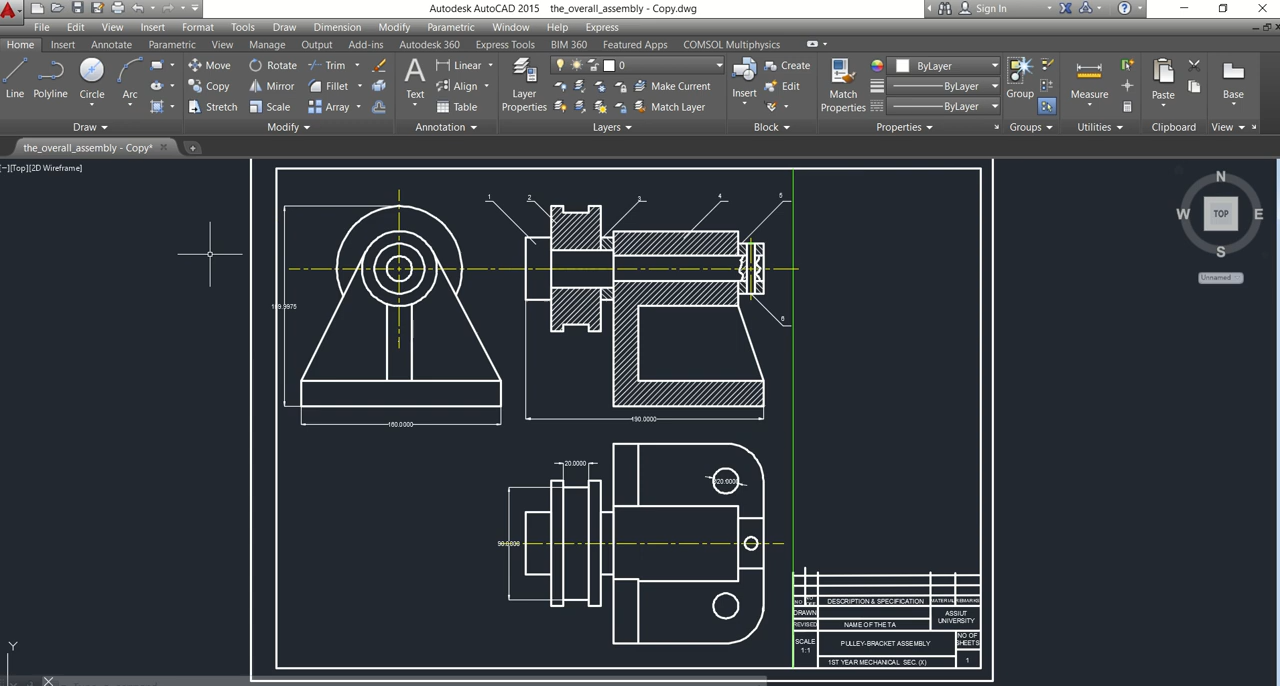 Autodesk AutoCAD 2015 the_overall_assembly - Copy.dwg
Sign In
File Edit View Insert Format Tools Draw Dimension Modify Parametric Window Help Express
Home Insert Annotate Parametric View Manage Output Add-ins Autodesk 360 Express Tools BIM 360 Featured Apps COMSOL Multiphysics
Line Polyline Circle Arc
Move Rotate Trim
Copy Mirror Fillet
Stretch Scale Array
Text
Linear
Align
Table
Layer Properties
0
Make Current
Match Layer
Insert
Create
Edit
Match Properties
ByLayer
ByLayer
ByLayer
Group
Measure
Paste
Base
Draw Modify Annotation Layers Block Properties Groups Utilities Clipboard View
the_overall_assembly - Copy*
[−][Top][2D Wireframe]
N
W TOP E
S
Unnamed
1 2 3 4 5
6
190.0000
20.0000
DESCRIPTION & SPECIFICATION
MATERIAL
REMARKS
DRAWN
REVISED
NAME OF THE TA
ASSIUT
UNIVERSITY
SCALE
1:1
PULLEY-BRACKET ASSEMBLY
NO OF
SHEETS
1ST YEAR MECHANICAL SEC. (X)
1
Y
X